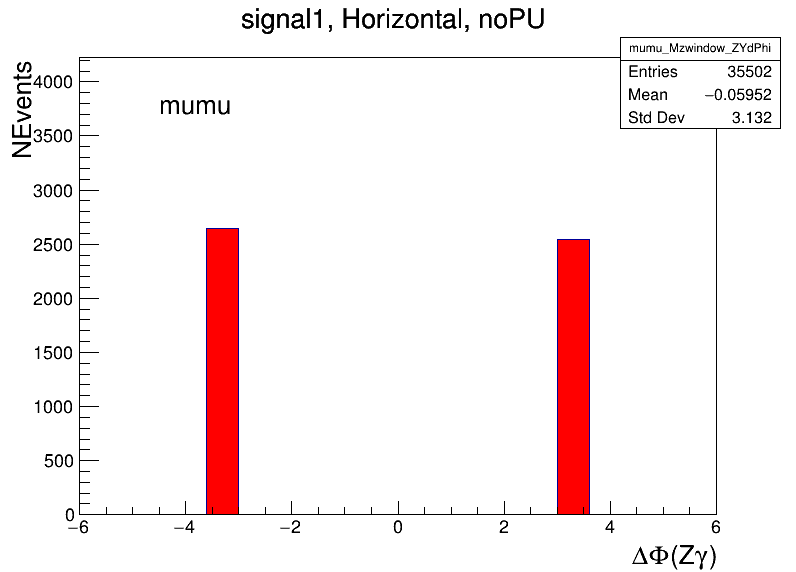 signal1, Horizontal, noPU
mumu_Mzwindow_ZYdPhi
Entries 35502
Mean −0.05952
Std Dev 3.132
mumu
NEvents
4000
3500
3000
2500
2000
1500
1000
500
0
−6 −4 −2 0 2 4 6
ΔΦ(Zγ)